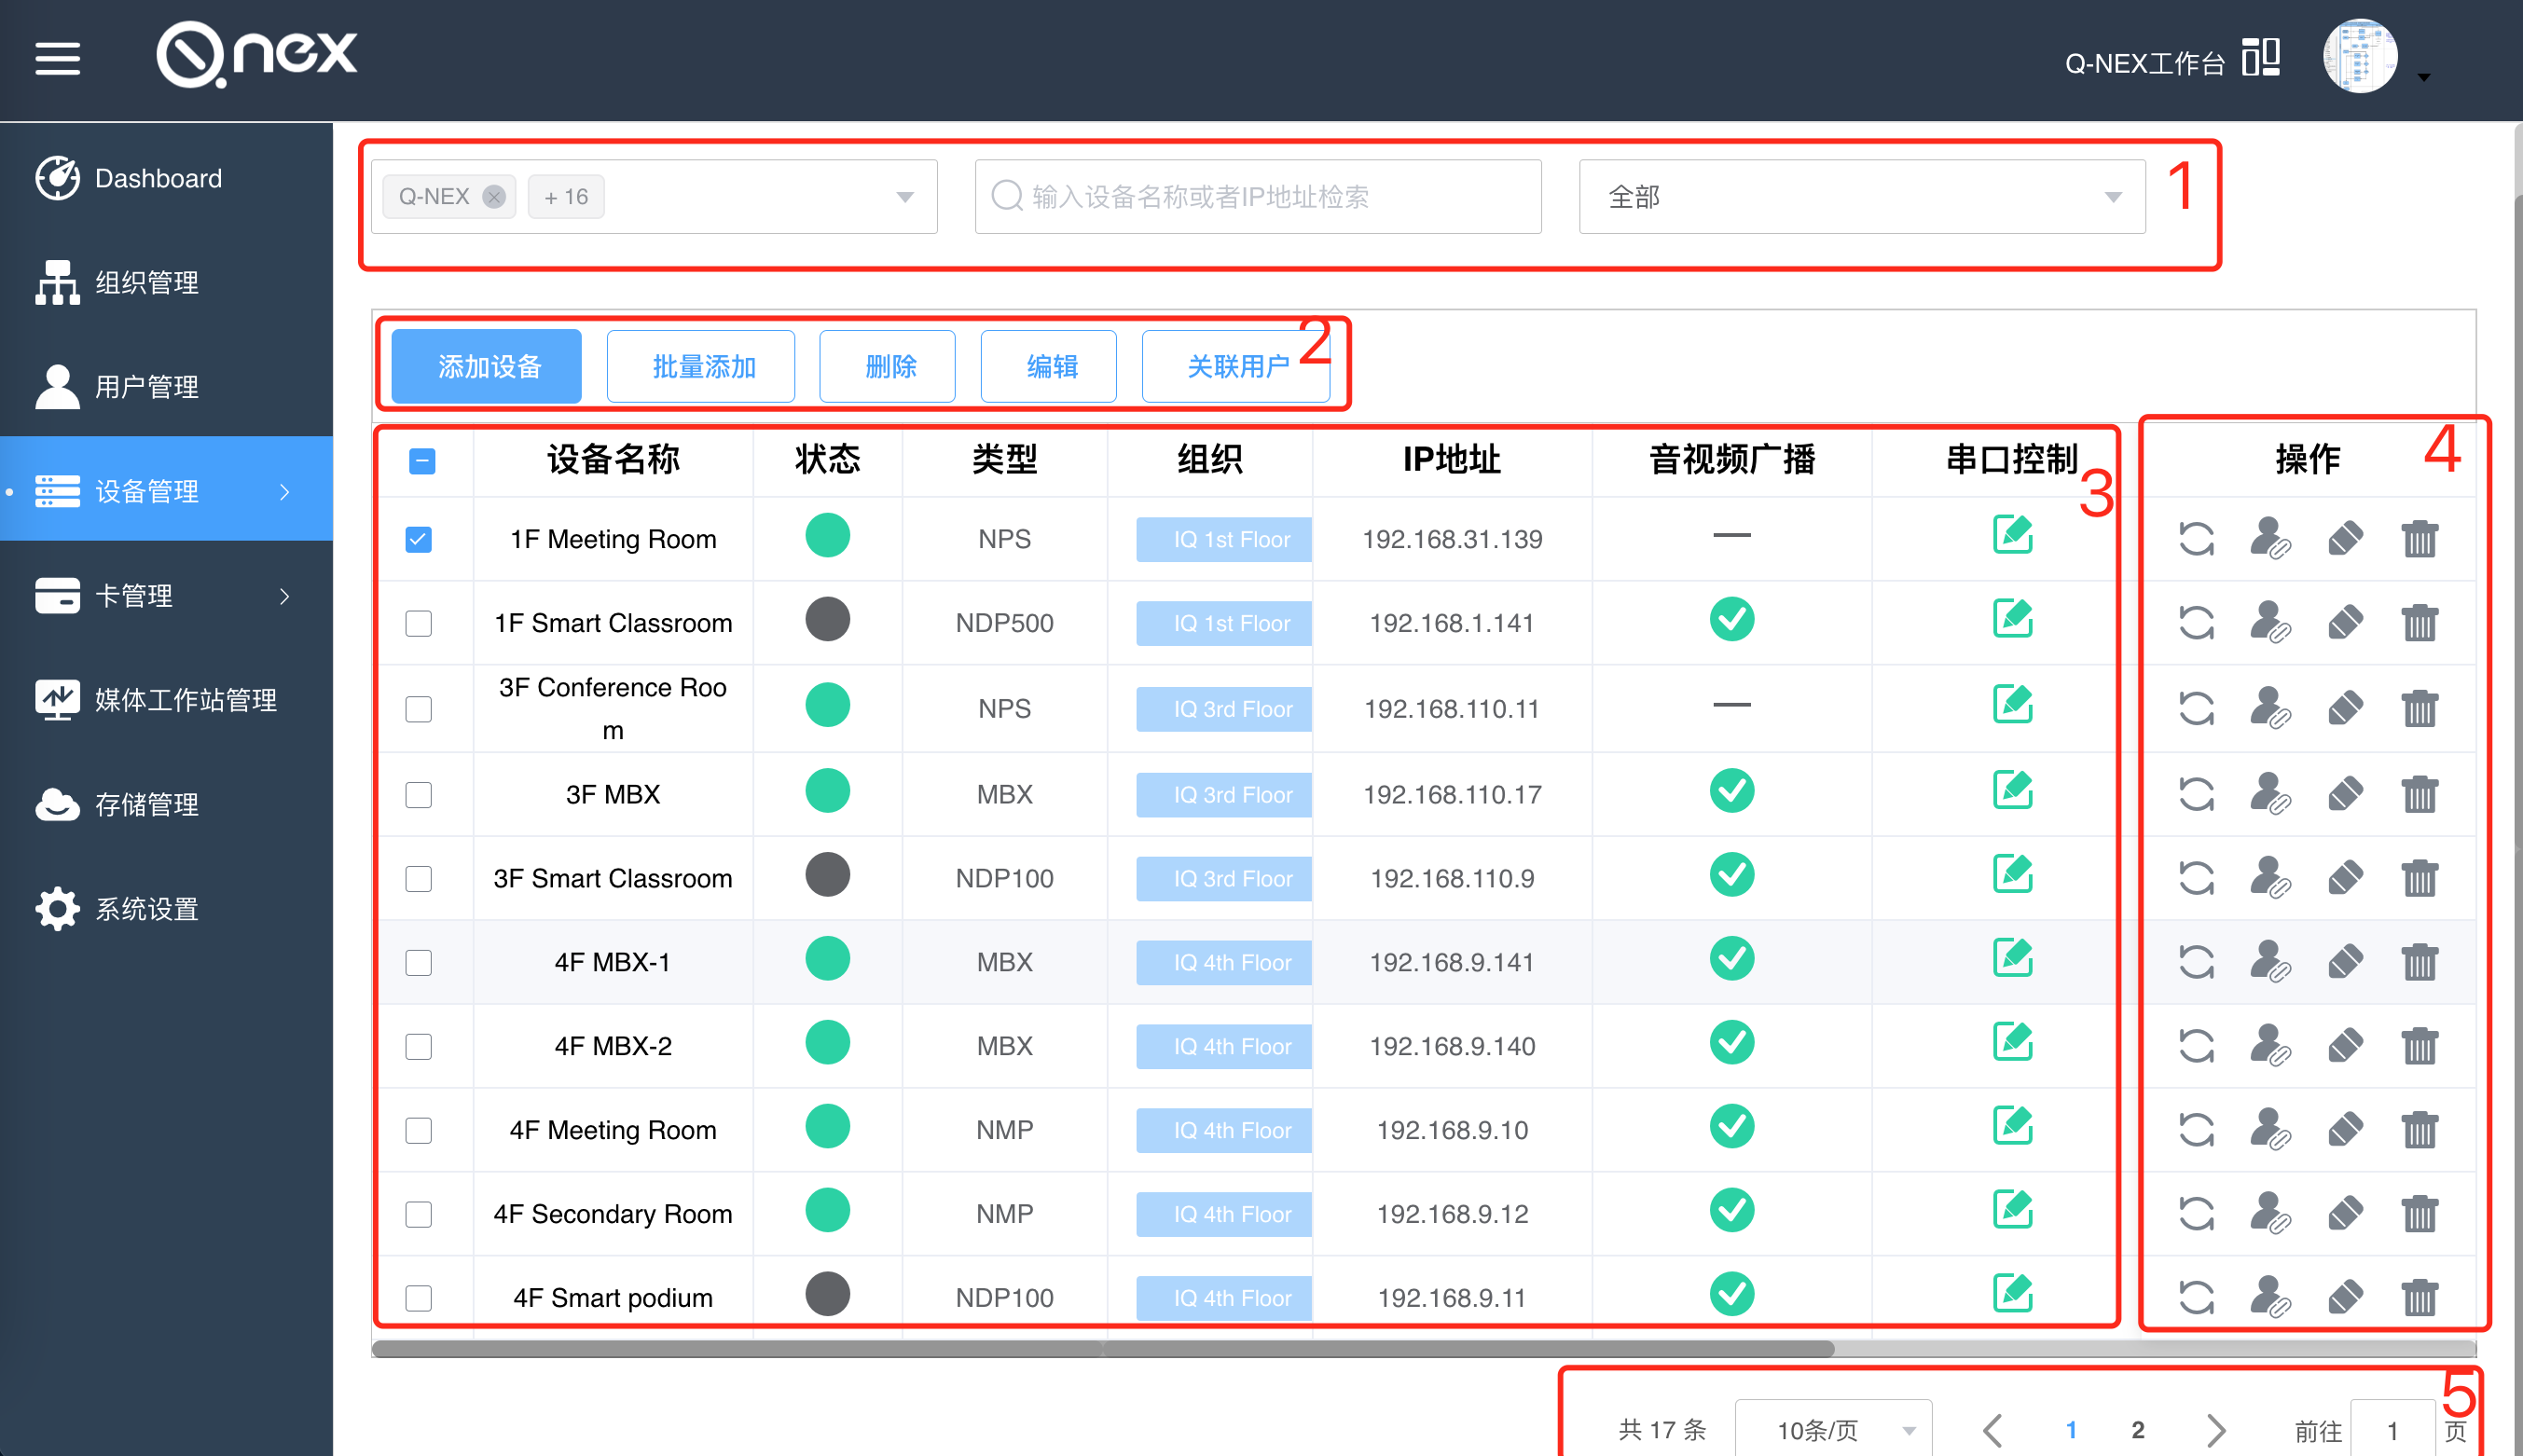 Qnex
Q-NEX工作台
Dashboard
组织管理
用户管理
设备管理
卡管理
媒体工作站管理
存储管理
系统设置
Q-NEX + 16 输入设备名称或者IP地址检索 全部 1
添加设备 批量添加 删除 编辑 关联用户 2
设备名称 状态 类型 组织 IP地址 音视频广播 串口控制 3 操作 4
1F Meeting Room NPS IQ 1st Floor 192.168.31.139
1F Smart Classroom NDP500 IQ 1st Floor 192.168.1.141
3F Conference Roo
m NPS IQ 3rd Floor 192.168.110.11
3F MBX MBX IQ 3rd Floor 192.168.110.17
3F Smart Classroom NDP100 IQ 3rd Floor 192.168.110.9
4F MBX-1 MBX IQ 4th Floor 192.168.9.141
4F MBX-2 MBX IQ 4th Floor 192.168.9.140
4F Meeting Room NMP IQ 4th Floor 192.168.9.10
4F Secondary Room NMP IQ 4th Floor 192.168.9.12
4F Smart podium NDP100 IQ 4th Floor 192.168.9.11
共 17 条 10条/页 1 2 前往 1 页 5